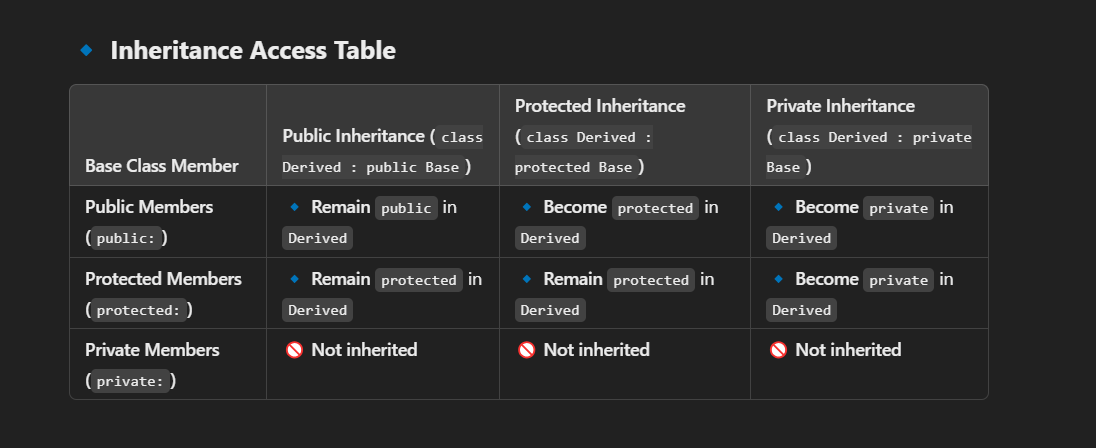 Inheritance Access Table
Base Class Member
Public Inheritance ( class
Derived : public Base )
Protected Inheritance
( class Derived :
protected Base )
Private Inheritance
( class Derived : private
Base )
Public Members
( public: )
Remain public in
Derived
Become protected in
Derived
Become private in
Derived
Protected Members
( protected: )
Remain protected in
Derived
Remain protected in
Derived
Become private in
Derived
Private Members
( private: )
Not inherited
Not inherited
Not inherited